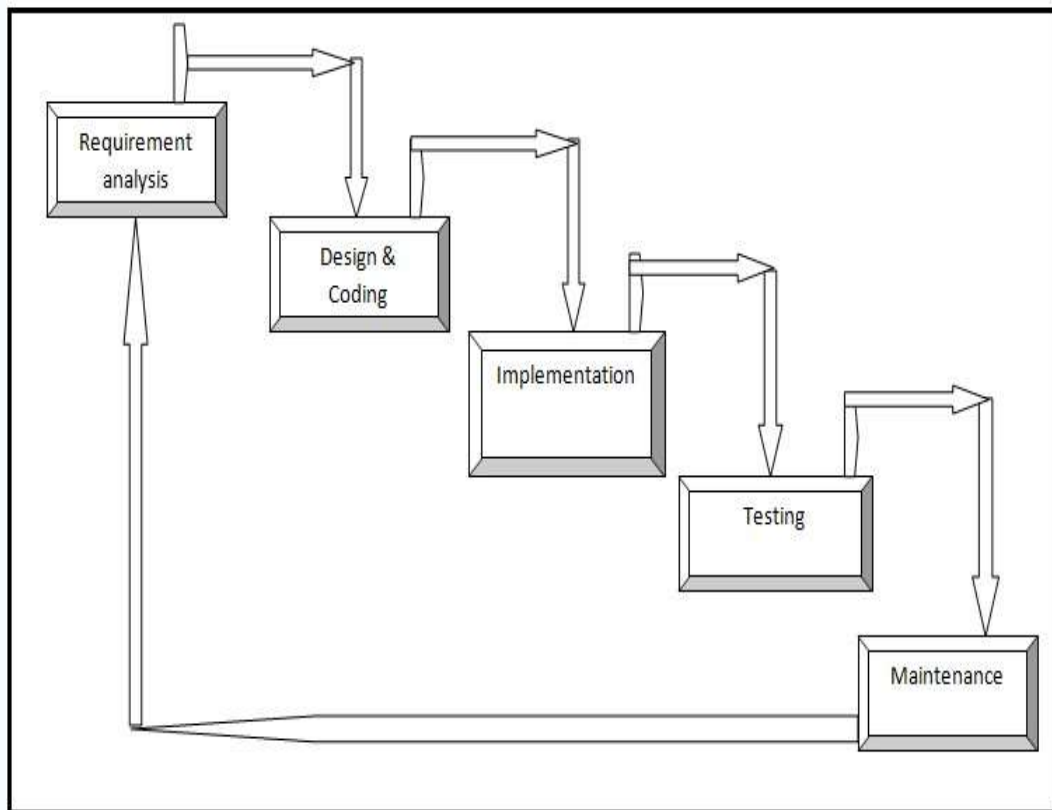 Requirement
analysis
Design &
Coding
Implementation
Testing
Maintenance